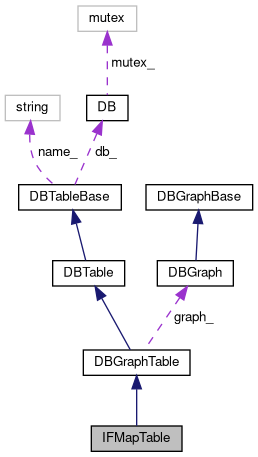 mutex
mutex_
string
DB
name_
db_
DBTableBase
DBGraphBase
DBTable
DBGraph
graph_
DBGraphTable
IFMapTable